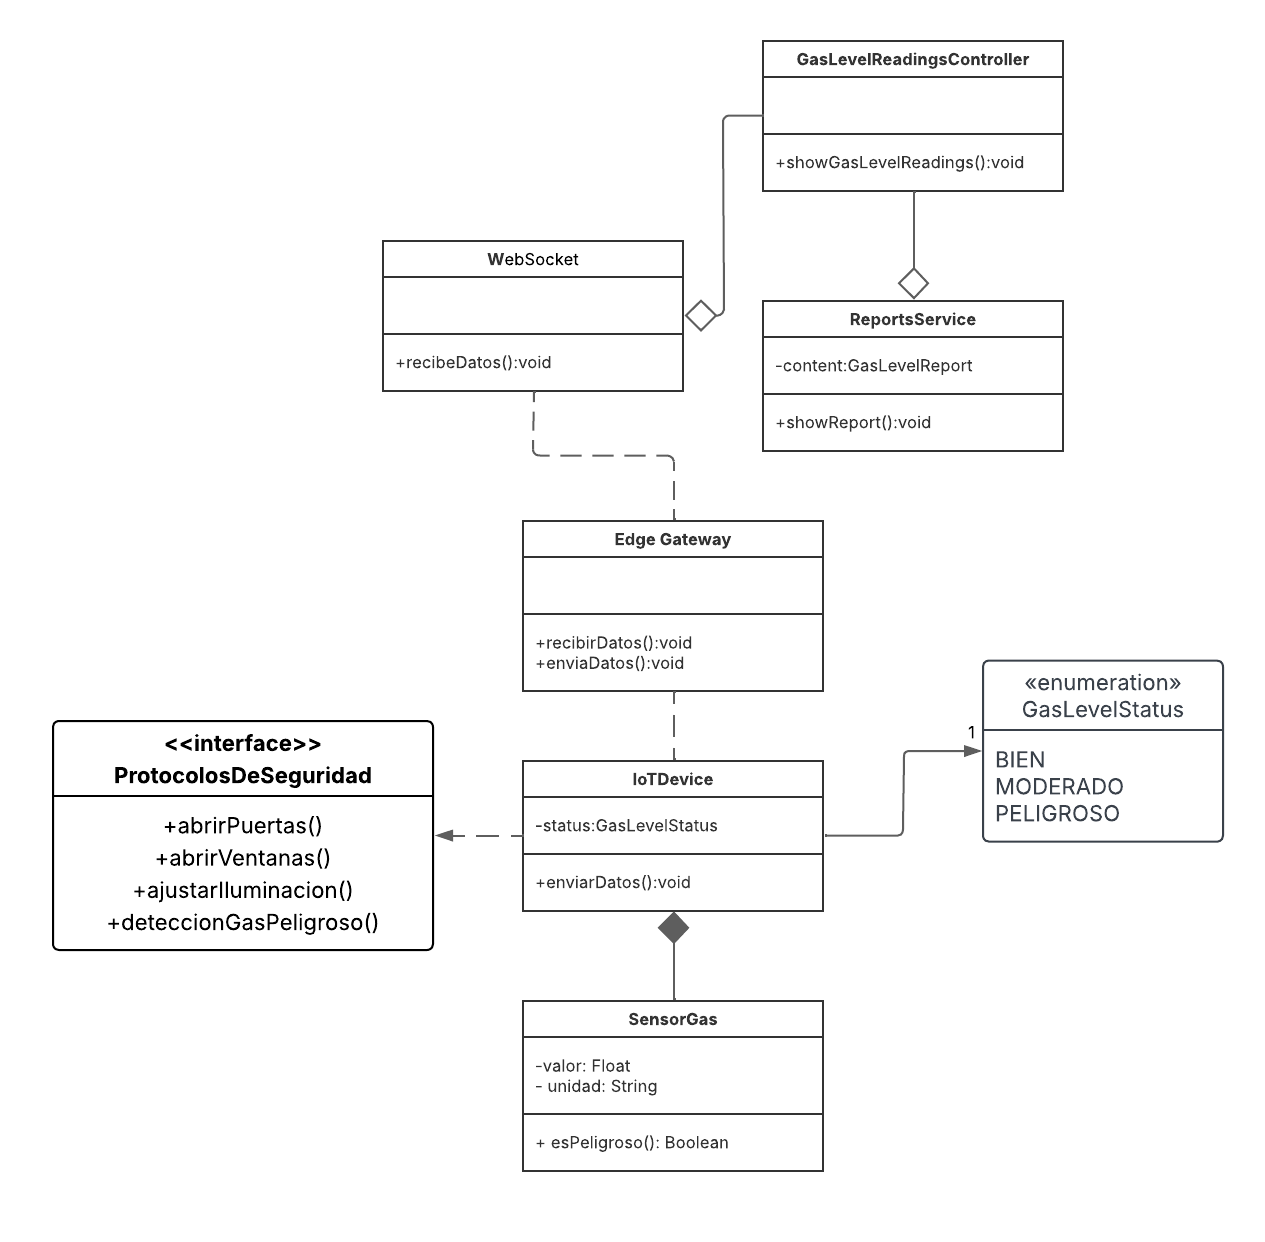 GasLevelReadingsController
+showGasLevelReadings():void
WebSocket
+recibeDatos():void
ReportsService
-content:GasLevelReport
+showReport():void
Edge Gateway
+recibirDatos():void
+enviaDatos():void
«enumeration»
GasLevelStatus
1
BIEN
MODERADO
PELIGROSO
<<interface>>
ProtocolosDeSeguridad
+abrirPuertas()
+abrirVentanas()
+ajustarIluminacion()
+deteccionGasPeligroso()
IoTDevice
-status:GasLevelStatus
+enviarDatos():void
SensorGas
-valor: Float
- unidad: String
+ esPeligroso(): Boolean